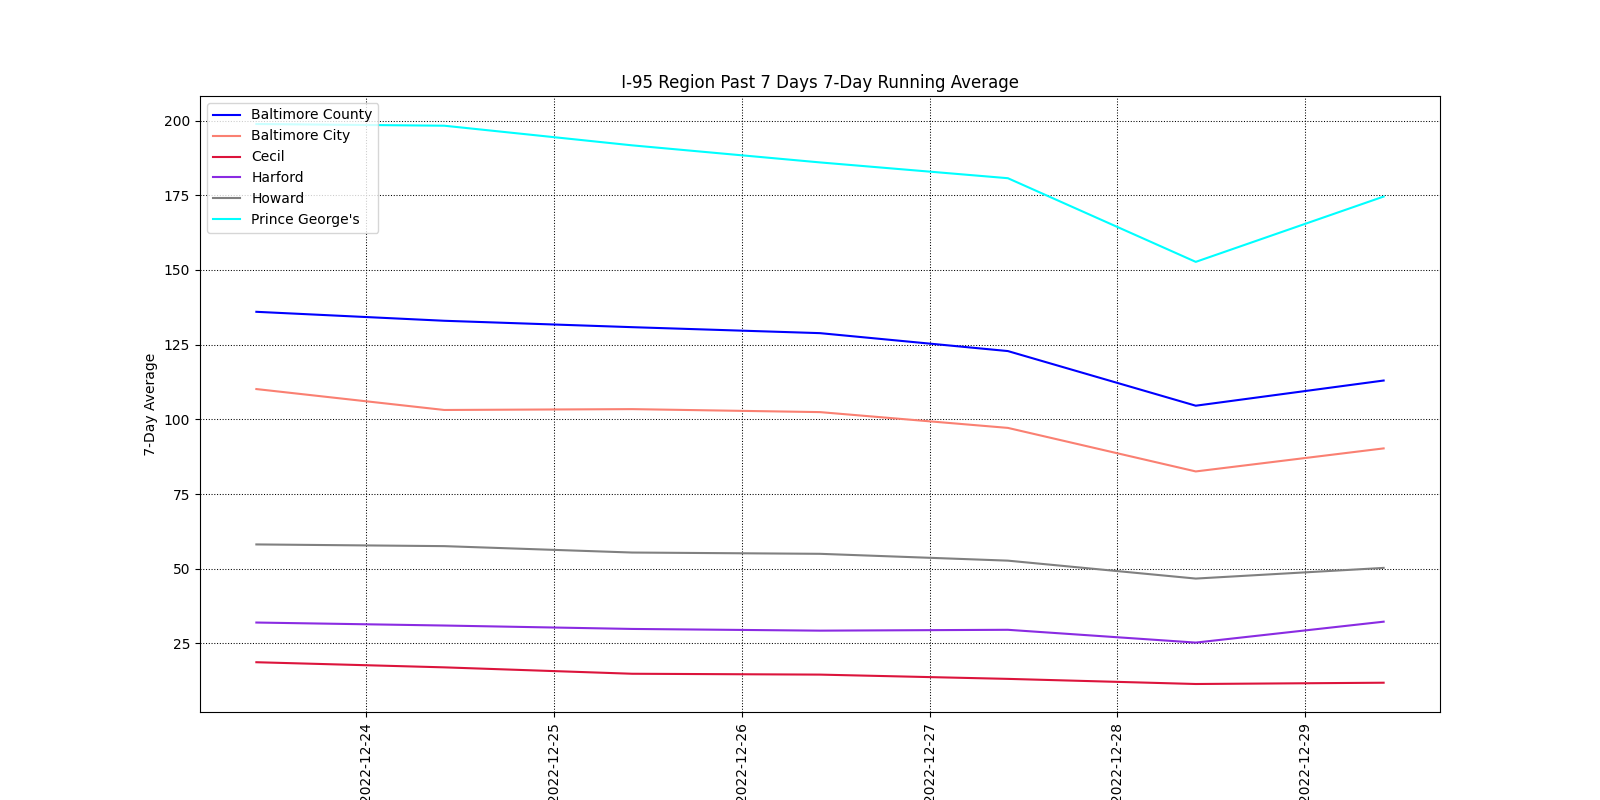 I-95 Region Past 7 Days 7-Day Running Average
Baltimore County
Baltimore City
Cecil
Harford
Howard
Prince George's
200
175
150
125
100
75
50
25
7-Day Average
2022-12-24
2022-12-25
2022-12-26
2022-12-27
2022-12-28
2022-12-29